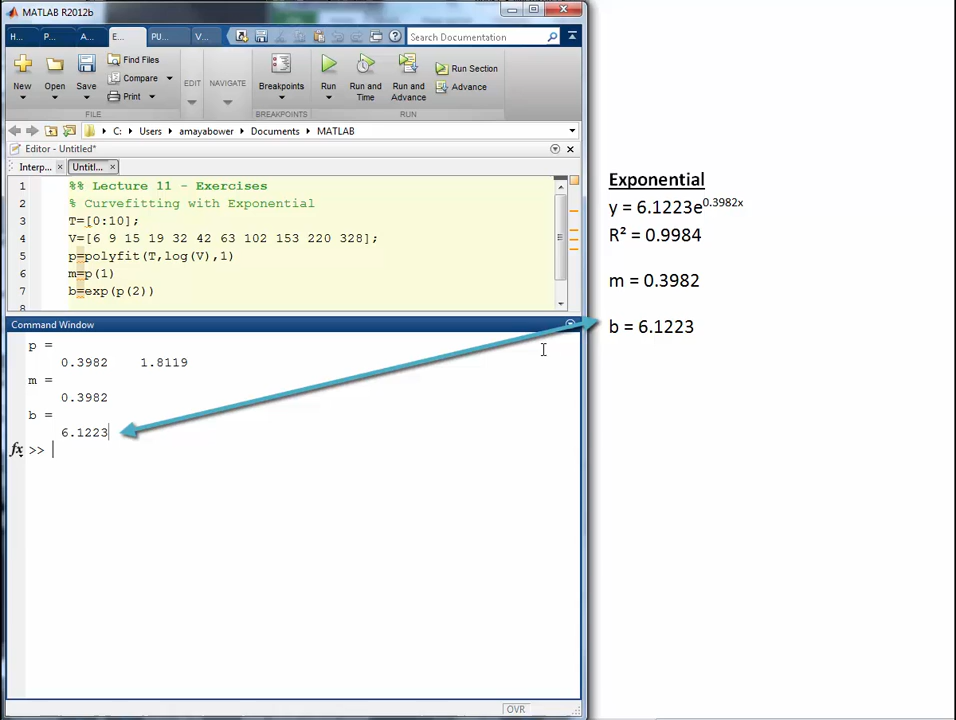 MATLAB R2012b
H... P... A... E... PU... V... Search Documentation
New Open Save Find Files Compare Print EDIT NAVIGATE Breakpoints Run Run and Time Run and Advance Run Section Advance
FILE BREAKPOINTS RUN
C: Users amayabower Documents MATLAB
Editor - Untitled*
Interp... Untitl...
1 %% Lecture 11 - Exercises
2 % Curvefitting with Exponential
3 T=[0:10];
4 V=[6 9 15 19 32 42 63 102 153 220 328];
5 p=polyfit(T,log(V),1)
6 m=p(1)
7 b=exp(p(2))
8
Command Window
p =
0.3982 1.8119
m =
0.3982
b =
6.1223
fx >>
OVR
Exponential
y = 6.1223e^0.3982x
R² = 0.9984
m = 0.3982
b = 6.1223